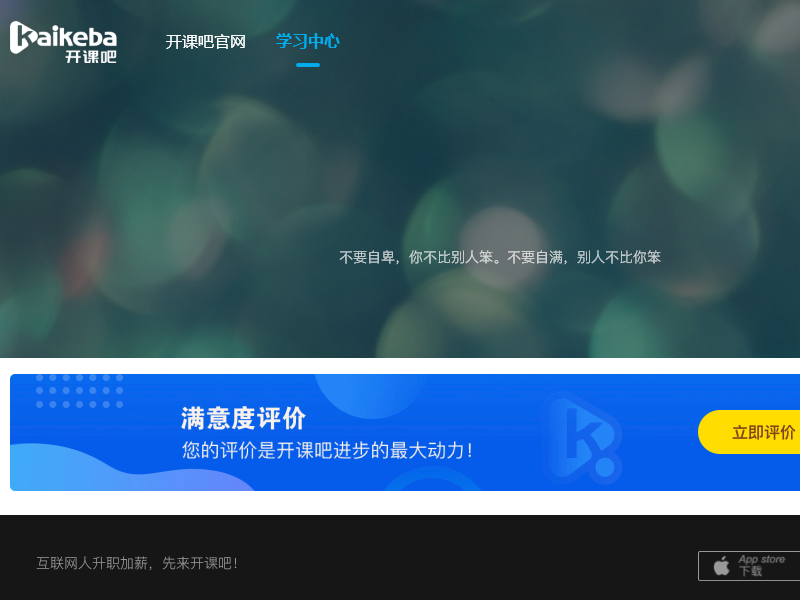 kaikeba
开课吧
开课吧官网
学习中心
不要自卑，你不比别人笨。不要自满，别人不比你笨
满意度评价
您的评价是开课吧进步的最大动力！
立即评价
互联网人升职加薪，先来开课吧！
App store
下载